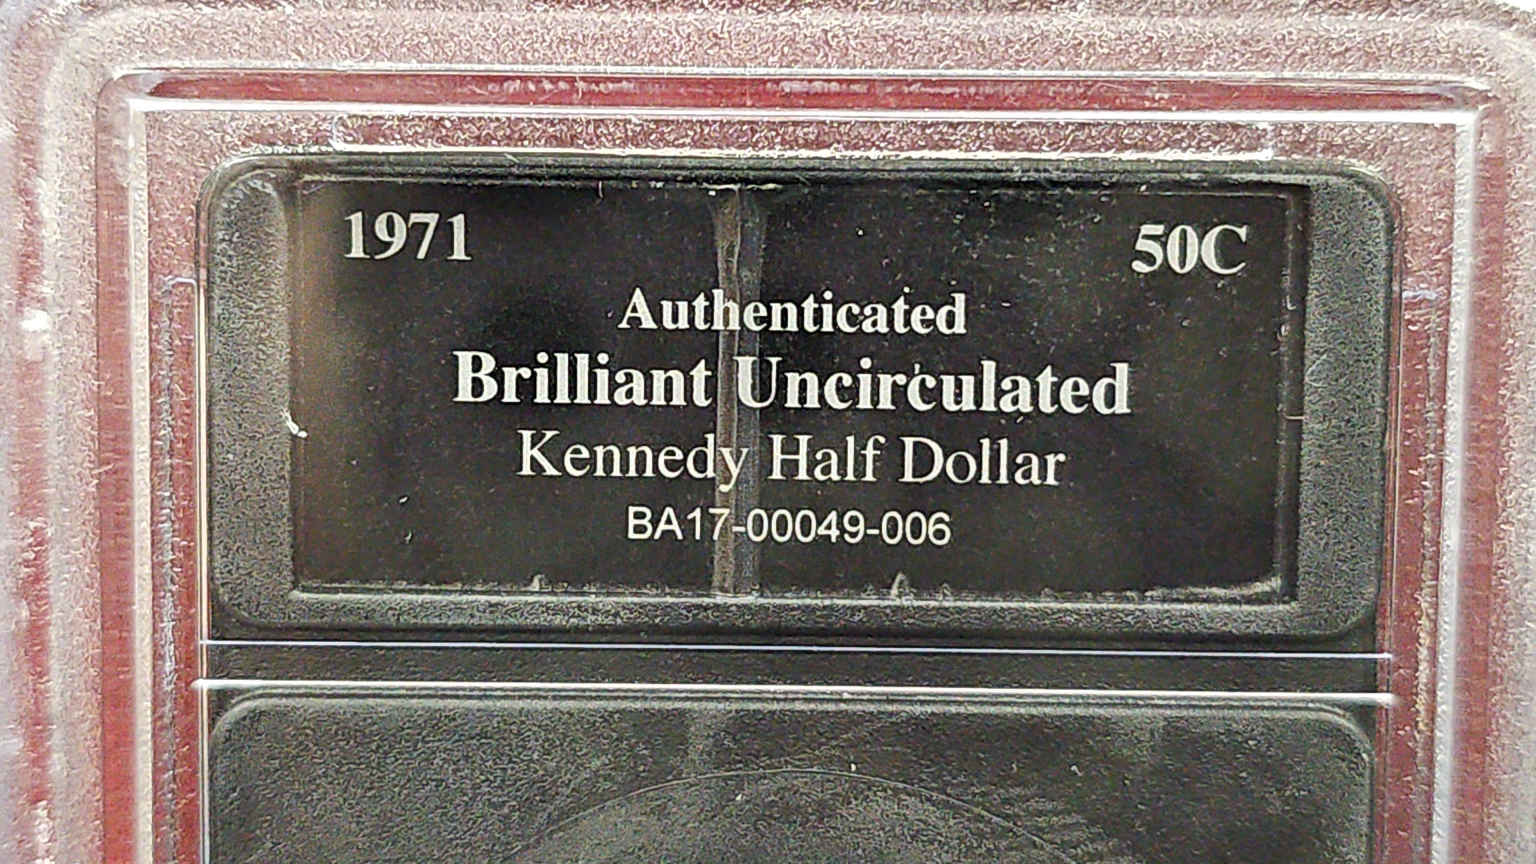 1971 50C
Authenticated
Brilliant Uncirculated
Kennedy Half Dollar
BA17-00049-006